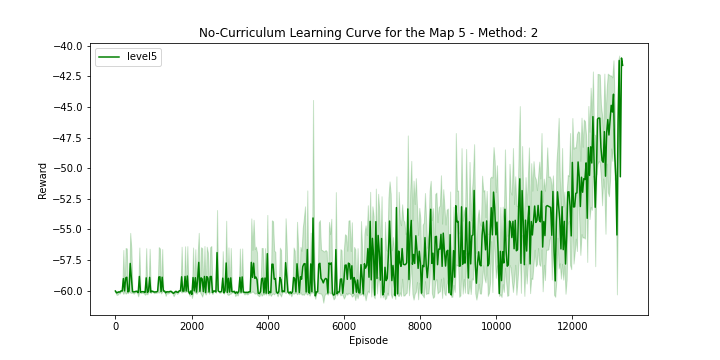 No-Curriculum Learning Curve for the Map 5 - Method: 2
level5
Reward
−40.0
−42.5
−45.0
−47.5
−50.0
−52.5
−55.0
−57.5
−60.0
0 2000 4000 6000 8000 10000 12000
Episode